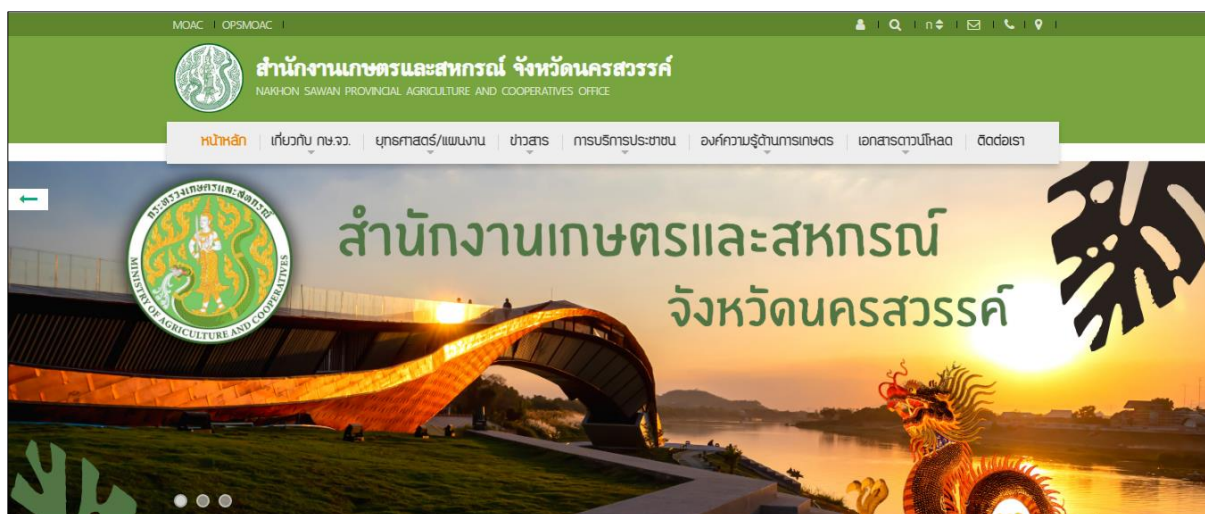 MOAC | OPSMOAC |
ก
สำนักงานเกษตรและสหกรณ์ จังหวัดนครสวรรค์
NAKHON SAWAN PROVINCIAL AGRICULTURE AND COOPERATIVES OFFICE
หน้าหลัก เกี่ยวกับ กษ.จว. ยุทธศาสตร์/แผนงาน ข่าวสาร การบริการประชาชน องค์ความรู้ด้านการเกษตร เอกสารดาวน์โหลด ติดต่อเรา
กระทรวงเกษตรและสหกรณ์
MINISTRY OF AGRICULTURE AND COOPERATIVES
สำนักงานเกษตรและสหกรณ์
จังหวัดนครสวรรค์